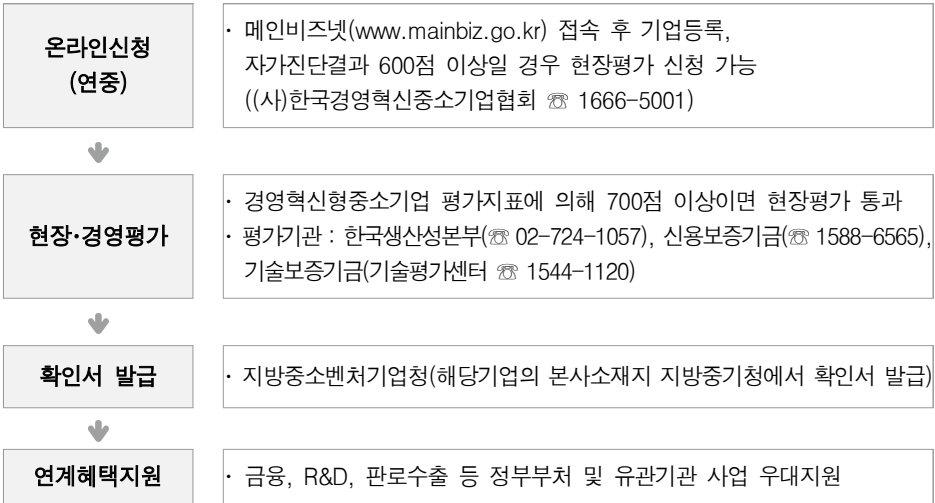 온라인신청
(연중)
· 메인비즈넷(www.mainbiz.go.kr) 접속 후 기업등록,
자가진단결과 600점 이상일 경우 현장평가 신청 가능
((사)한국경영혁신중소기업협회 ☏ 1666-5001)
현장·경영평가
· 경영혁신형중소기업 평가지표에 의해 700점 이상이면 현장평가 통과
· 평가기관 : 한국생산성본부(☏ 02-724-1057), 신용보증기금(☏ 1588-6565),
기술보증기금(기술평가센터 ☏ 1544-1120)
확인서 발급
· 지방중소벤처기업청(해당기업의 본사소재지 지방중기청에서 확인서 발급)
연계혜택지원
· 금융, R&D, 판로수출 등 정부부처 및 유관기관 사업 우대지원